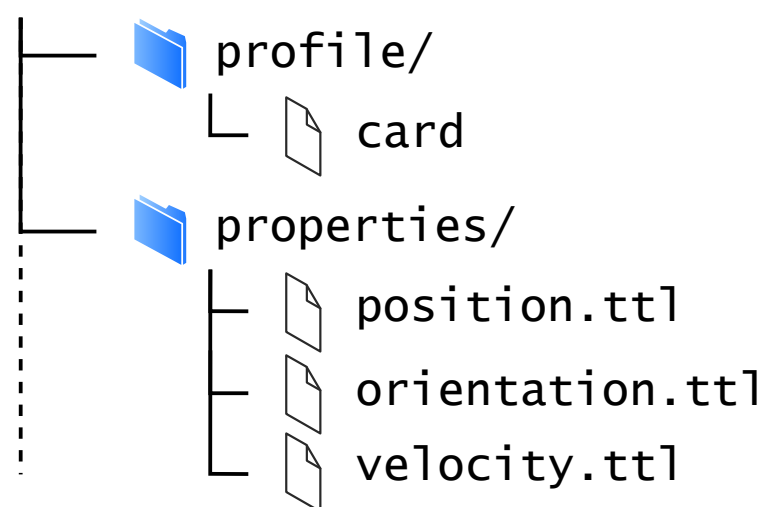 profile/
card
properties/
position.ttl
orientation.ttl
velocity.ttl